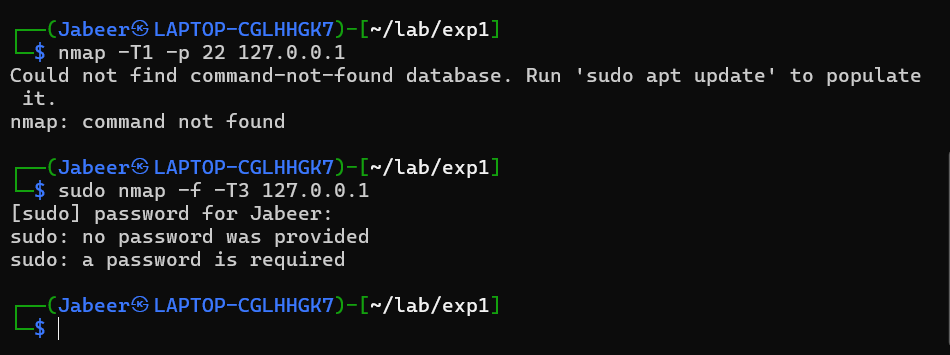 ┌──(Jabeer㉿LAPTOP-CGLHHGK7)-[~/lab/exp1]
└─$ nmap -T1 -p 22 127.0.0.1
Could not find command-not-found database. Run 'sudo apt update' to populate
 it.
nmap: command not found
┌──(Jabeer㉿LAPTOP-CGLHHGK7)-[~/lab/exp1]
└─$ sudo nmap -f -T3 127.0.0.1
[sudo] password for Jabeer:
sudo: no password was provided
sudo: a password is required
┌──(Jabeer㉿LAPTOP-CGLHHGK7)-[~/lab/exp1]
└─$